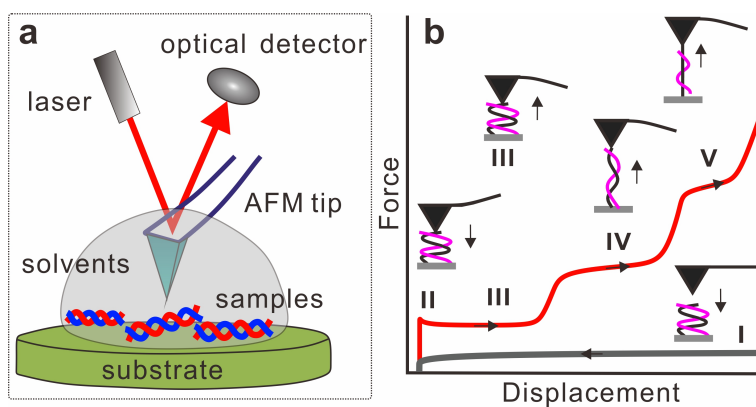 a
optical detector
laser
AFM tip
solvents
samples
substrate
b
Force
III
V
IV
II
III
I
Displacement